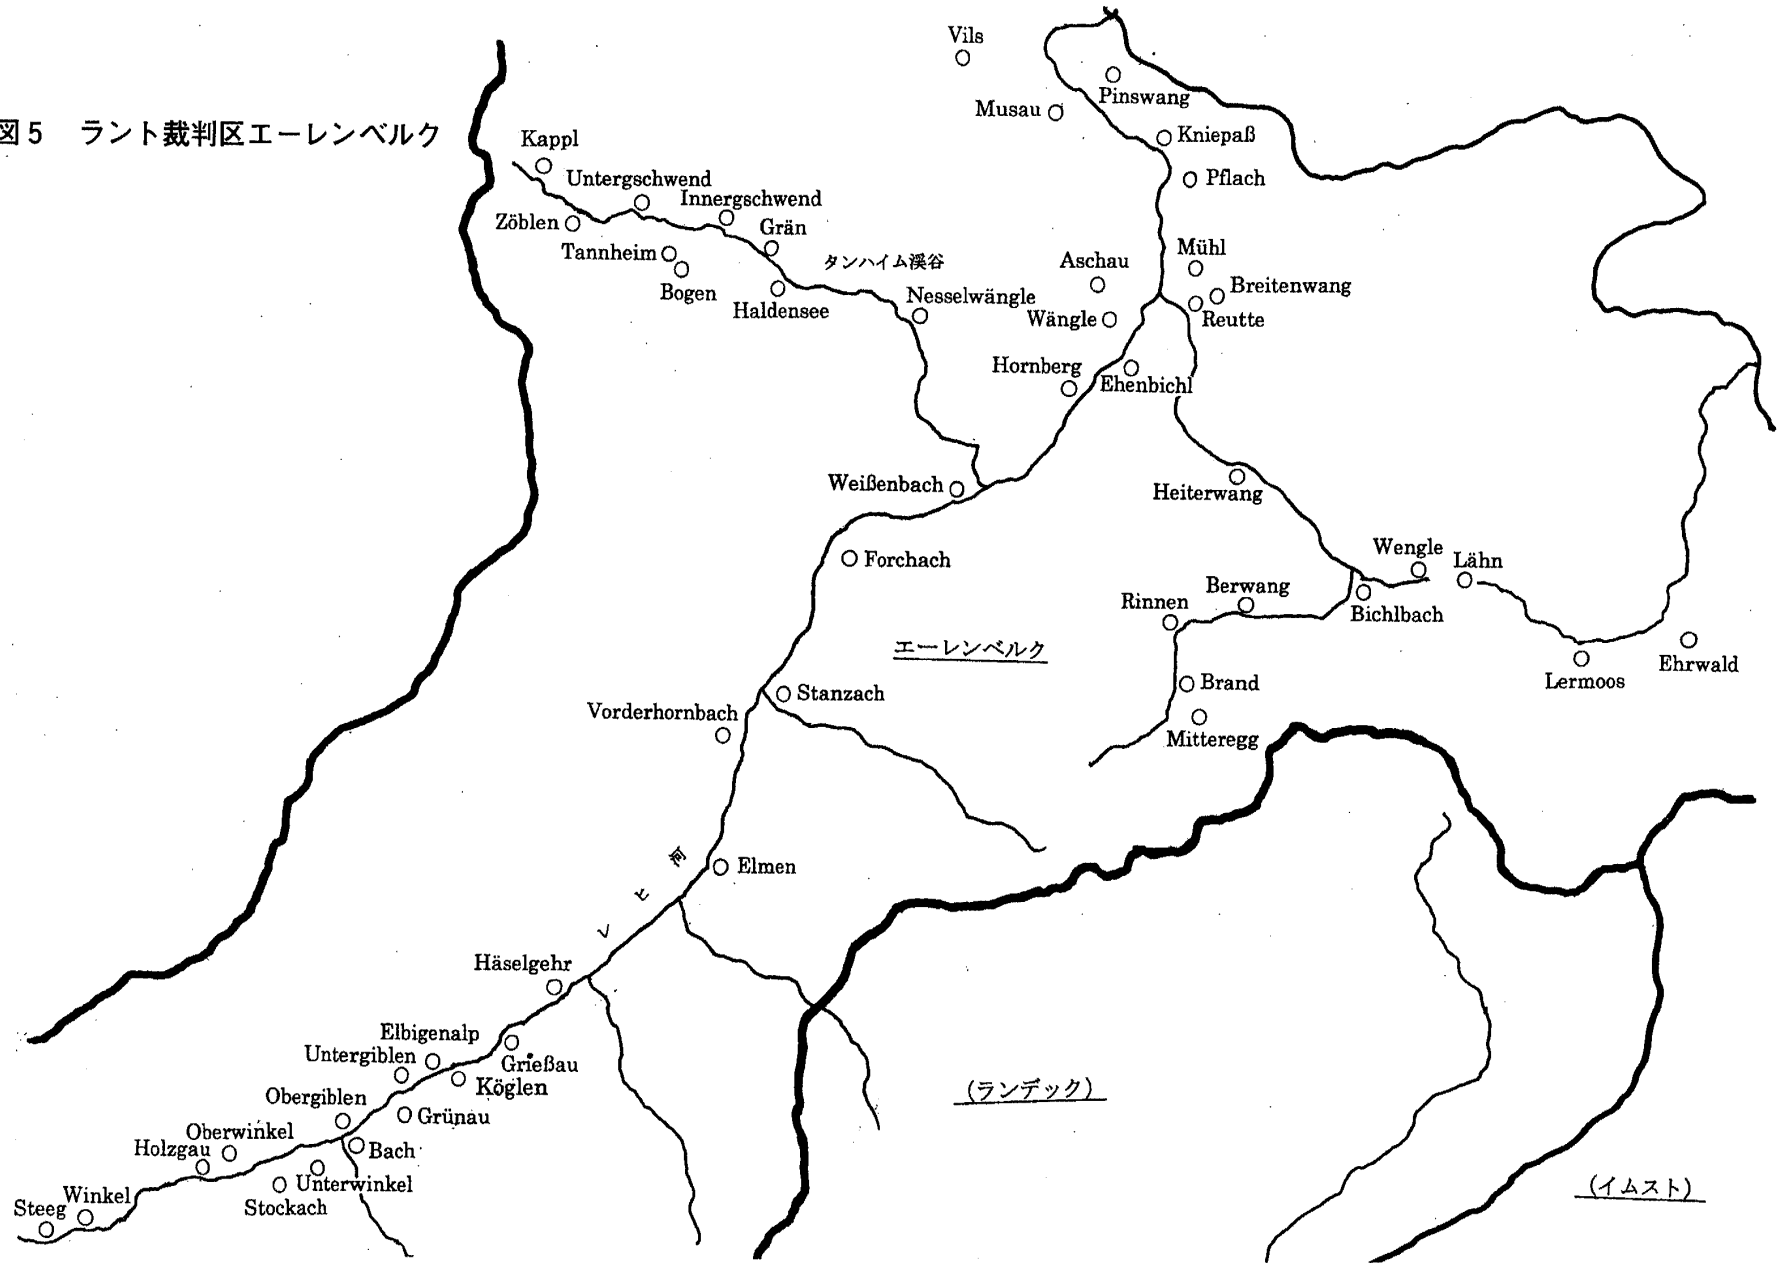 図5 ラント裁判区エーレンベルク
Vils
Pinswang
Musau
Kniepaß
Pflach
Kappl
Untergschwend
Innergschwend
Zöblen
Grän
Tannheim
Bogen
Haldensee
タンハイム渓谷
Nesselwängle
Aschau
Mühl
Breitenwang
Wängle
Reutte
Hornberg
Ehenbichl
Weißenbach
Heiterwang
Forchach
Wengle
Lähn
Berwang
Rinnen
Bichlbach
エーレンベルク
Ehrwald
Lermoos
Brand
Mitteregg
Stanzach
Vorderhornbach
Elmen
レヒ河
Häselgehr
Elbigenalp
Untergiblen
Grießau
Köglen
Obergiblen
Grünau
Oberwinkel
Holzgau
Bach
Unterwinkel
Stockach
Winkel
Steeg
(ランデック)
(イムスト)